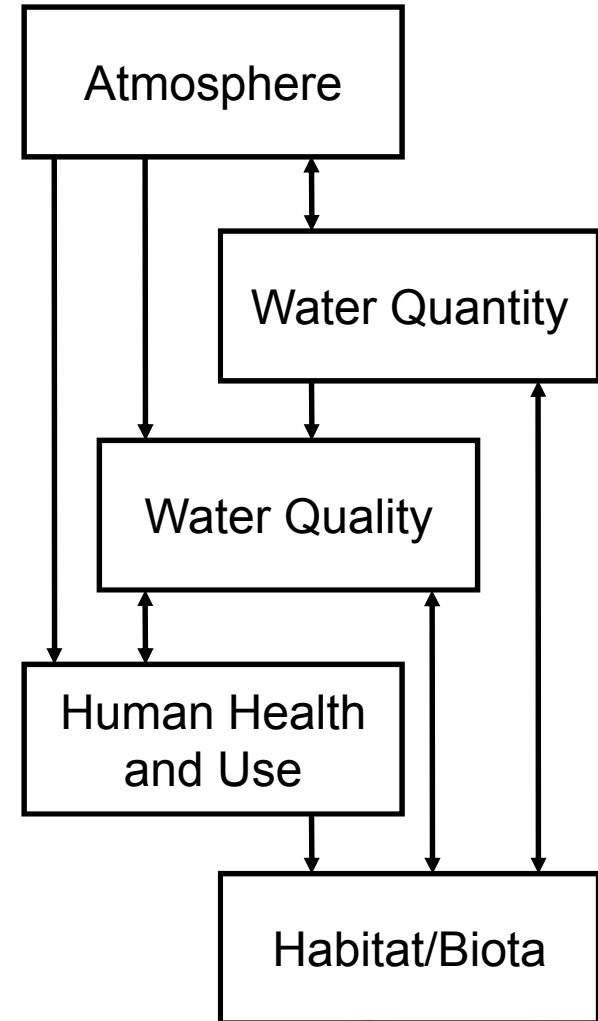 Atmosphere
Water Quantity
Water Quality
Human Health
and Use
Habitat/Biota